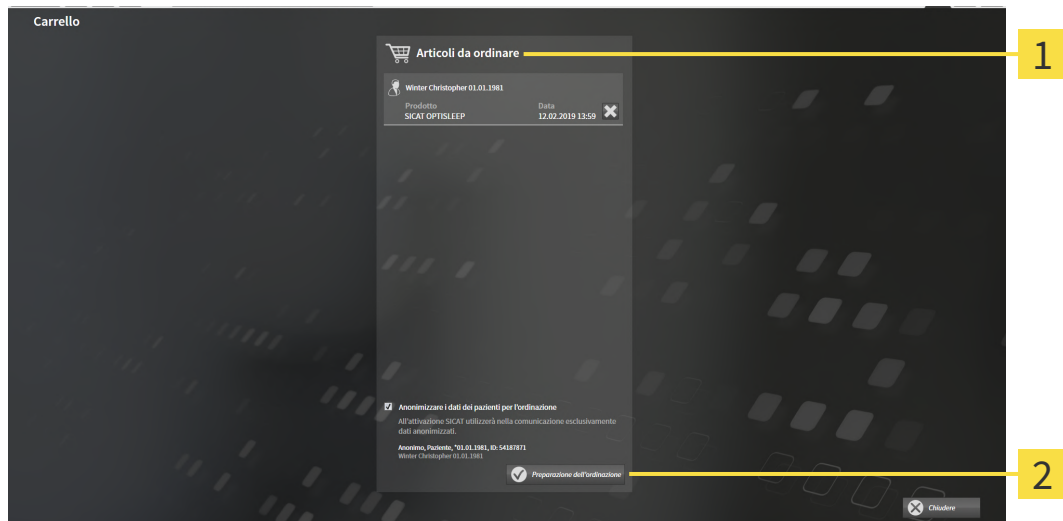 Carrello
Articoli da ordinare
1
Winter Christopher 01.01.1981
Prodotto Data
SICAT OPTISLEEP 12.02.2019 13:59
Anonimizzare i dati dei pazienti per l'ordinazione
All'attivazione SICAT utilizzerà nella comunicazione esclusivamente
dati anonimizzati.
Anonimo, Paziente, *01.01.1981, ID: 54187871
Winter Christopher 01.01.1981
Preparazione dell'ordinazione
2
Chiudere